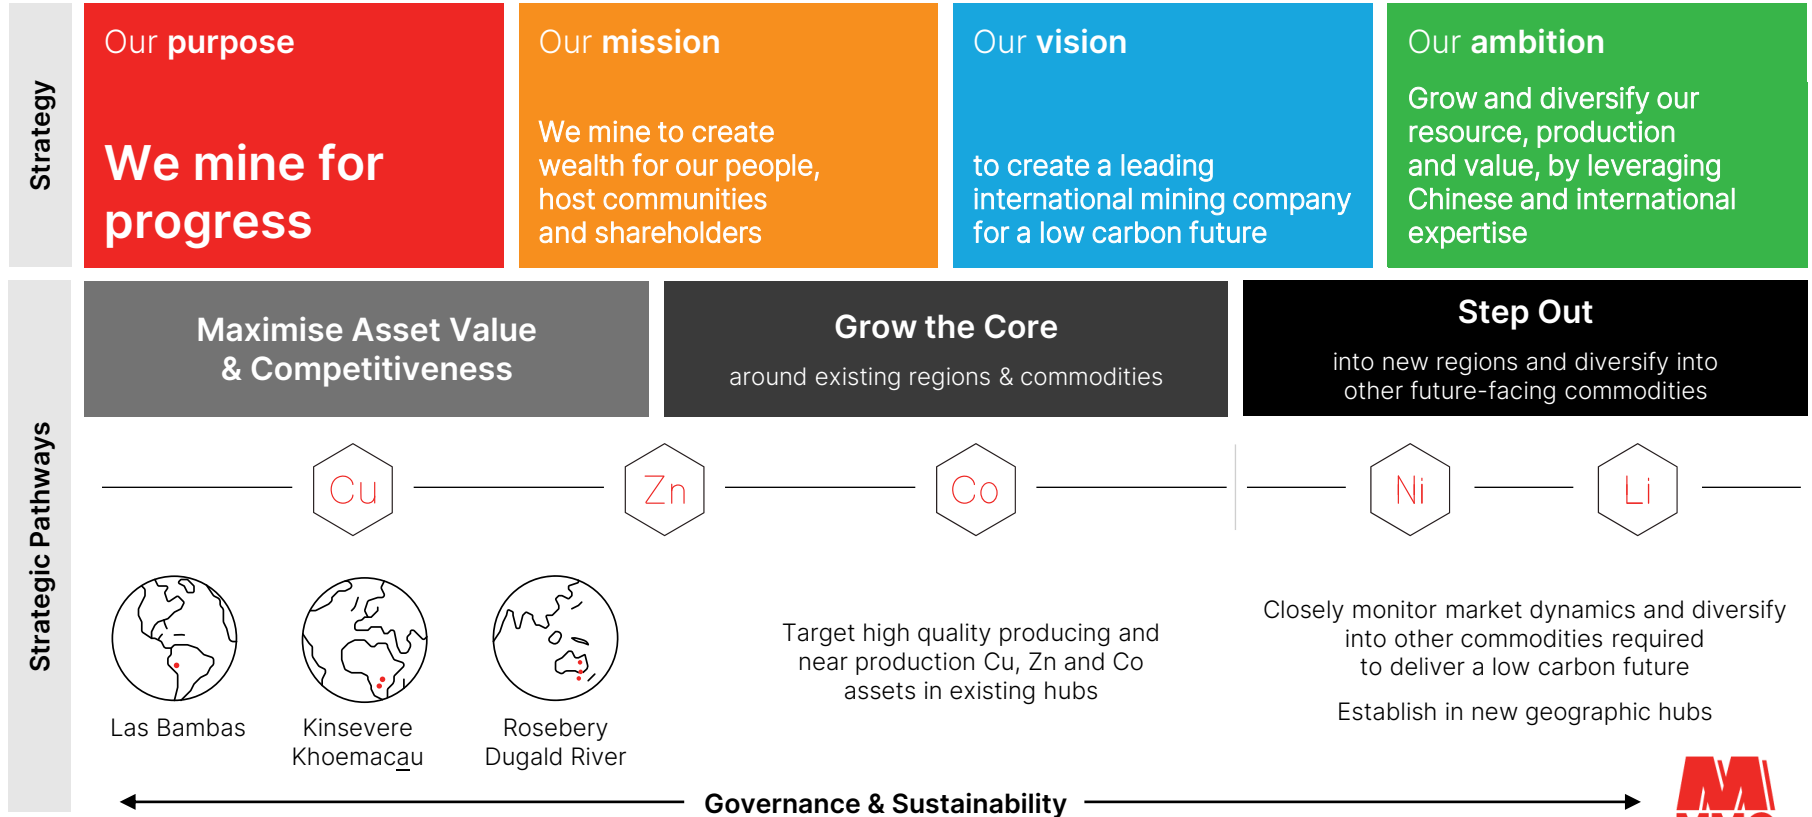 Strategy
Our purpose
We mine for
progress
Our mission
We mine to create
wealth for our people,
host communities
and shareholders
Our vision
to create a leading
international mining company
for a low carbon future
Our ambition
Grow and diversify our
resource, production
and value, by leveraging
Chinese and international
expertise
Strategic Pathways
Maximise Asset Value
& Competitiveness
Grow the Core
around existing regions & commodities
Step Out
into new regions and diversify into
other future-facing commodities
Cu
Zn
Co
Ni
Li
Las Bambas
Kinsevere
Khoemacau
Rosebery
Dugald River
Target high quality producing and
near production Cu, Zn and Co
assets in existing hubs
Closely monitor market dynamics and diversify
into other commodities required
to deliver a low carbon future
Establish in new geographic hubs
Governance & Sustainability